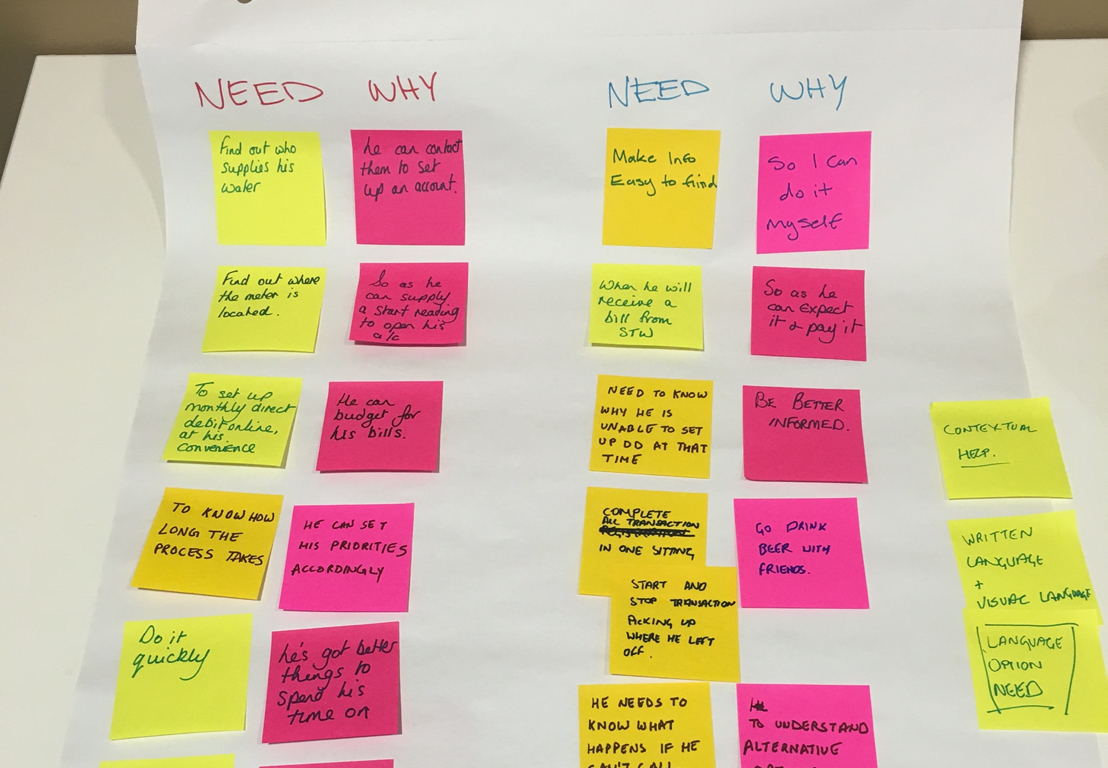 NEED WHY
Find out who
supplies his
water
he can contact
them to set
up an account.
Find out where
the meter is
located.
So as he
can supply
a start reading
to open his
a/c
To set up
monthly direct
debit online,
at his
convenience
He can
budget for
his bills.
TO KNOW HOW
LONG THE
PROCESS TAKES
HE CAN SET
HIS PRIORITIES
ACCORDINGLY
Do it
quickly
he's got better
things to
spend his
time on
NEED WHY
Make Info
Easy to find
So I can
do it
myself
When he will
receive a
bill from
STW
So as he
can expect
it & pay it
NEED TO KNOW
WHY HE IS
UNABLE TO SET
UP DD AT THAT
TIME
BE BETTER
INFORMED.
COMPLETE
ALL TRANSACTION
IN ONE SITTING
GO DRINK
BEER WITH
FRIENDS.
START AND
STOP TRANSACTION
PICKING UP
WHERE HE LEFT
OFF.
HE NEEDS TO
KNOW WHAT
HAPPENS IF HE
CAN'T CALL
TO UNDERSTAND
ALTERNATIVE
CONTEXTUAL
HELP.
WRITTEN
LANGUAGE
+
VISUAL LANGUAGE
LANGUAGE
OPTION
NEED